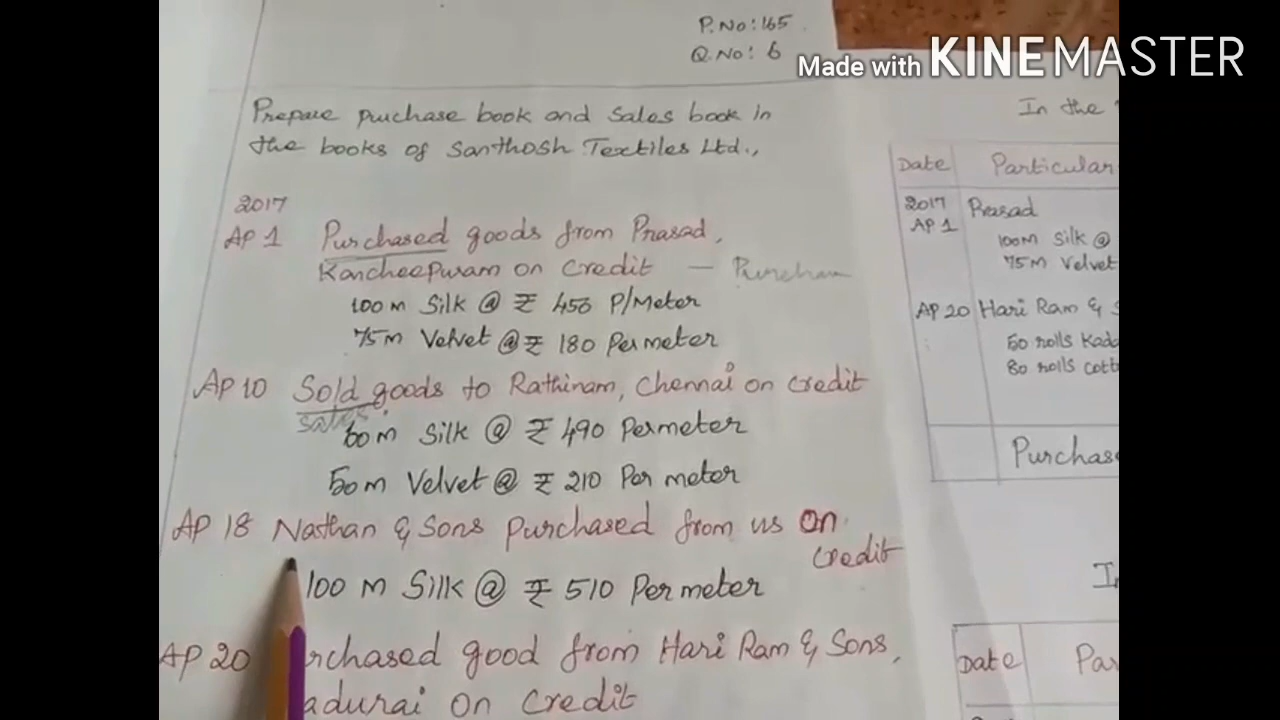 P.No: 165
Q.No: 6
Made with KINEMASTER
Prepare purchase book and sales book in
the books of Santhosh Textiles Ltd.,
2017
AP 1 Purchased goods from Prasad,
Kancheepuram on credit —
100 m Silk @ ₹ 450 P/Meter
75m Velvet @ ₹ 180 Per meter
AP 10 Sold goods to Rathinam, Chennai on credit
sales
60m Silk @ ₹ 490 Per meter
50m Velvet @ ₹ 210 Per meter
AP 18 Nathan & Sons purchased from us on
credit
100 m Silk @ ₹ 510 Per meter
AP 20 rchased good from Hari Ram & Sons,
adurai on credit
In the
Date Particular
2017
AP 1 Prasad
100m Silk @
75 M Velvet
AP 20 Hari Ram & S
50 rolls Kada
80 rolls cott
Purchase
I
Date Par